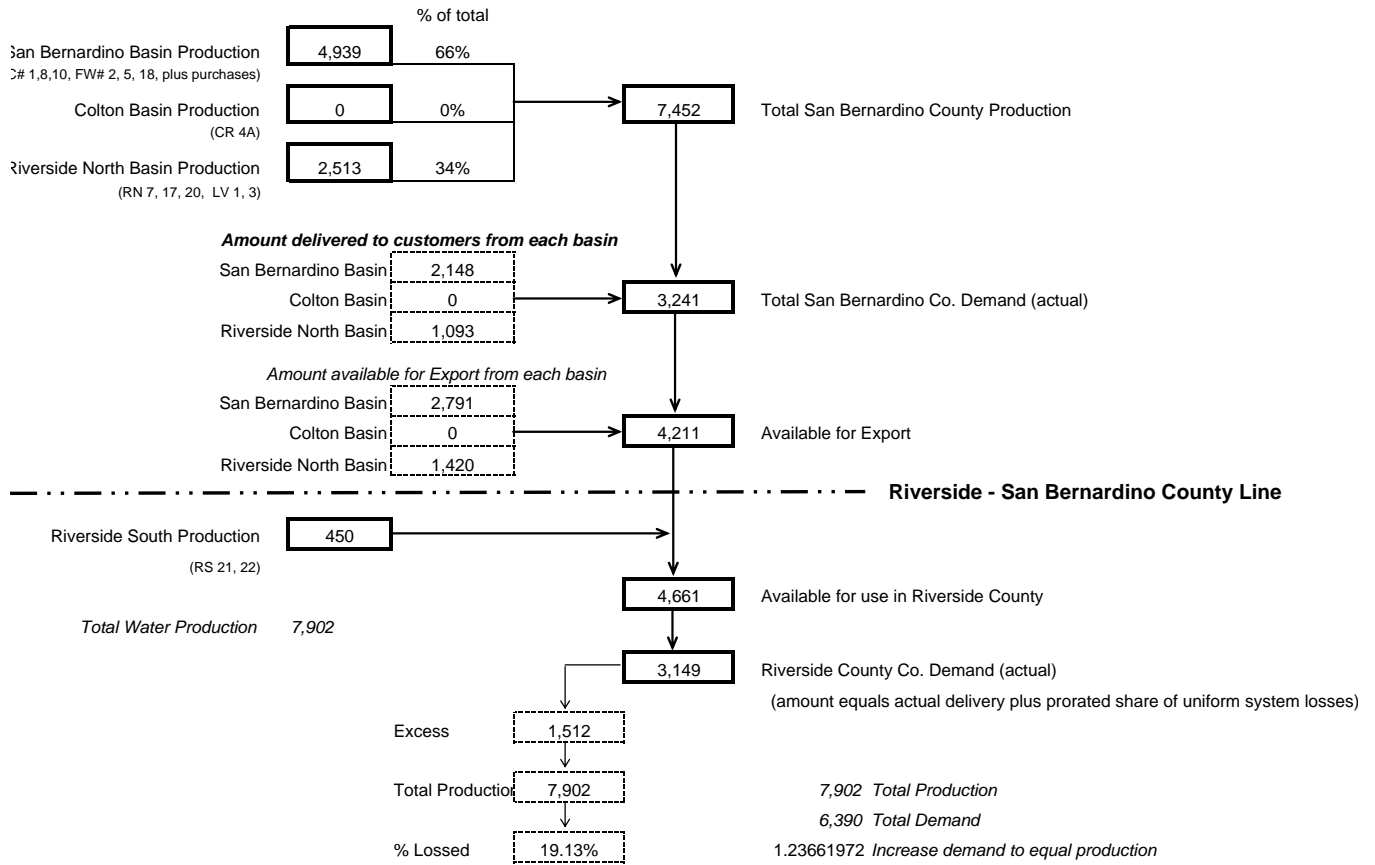 % of total
San Bernardino Basin Production 4,939 66%
C# 1,8,10, FW# 2, 5, 18, plus purchases)
Colton Basin Production 0 0% 7,452 Total San Bernardino County Production
(CR 4A)
Riverside North Basin Production 2,513 34%
(RN 7, 17, 20, LV 1, 3)
Amount delivered to customers from each basin
San Bernardino Basin 2,148
Colton Basin 0 3,241 Total San Bernardino Co. Demand (actual)
Riverside North Basin 1,093
Amount available for Export from each basin
San Bernardino Basin 2,791
Colton Basin 0 4,211 Available for Export
Riverside North Basin 1,420
Riverside - San Bernardino County Line
Riverside South Production 450
(RS 21, 22)
4,661 Available for use in Riverside County
Total Water Production 7,902
3,149 Riverside County Co. Demand (actual)
(amount equals actual delivery plus prorated share of uniform system losses)
Excess 1,512
Total Production 7,902 7,902 Total Production
6,390 Total Demand
% Lossed 19.13% 1.23661972 Increase demand to equal production